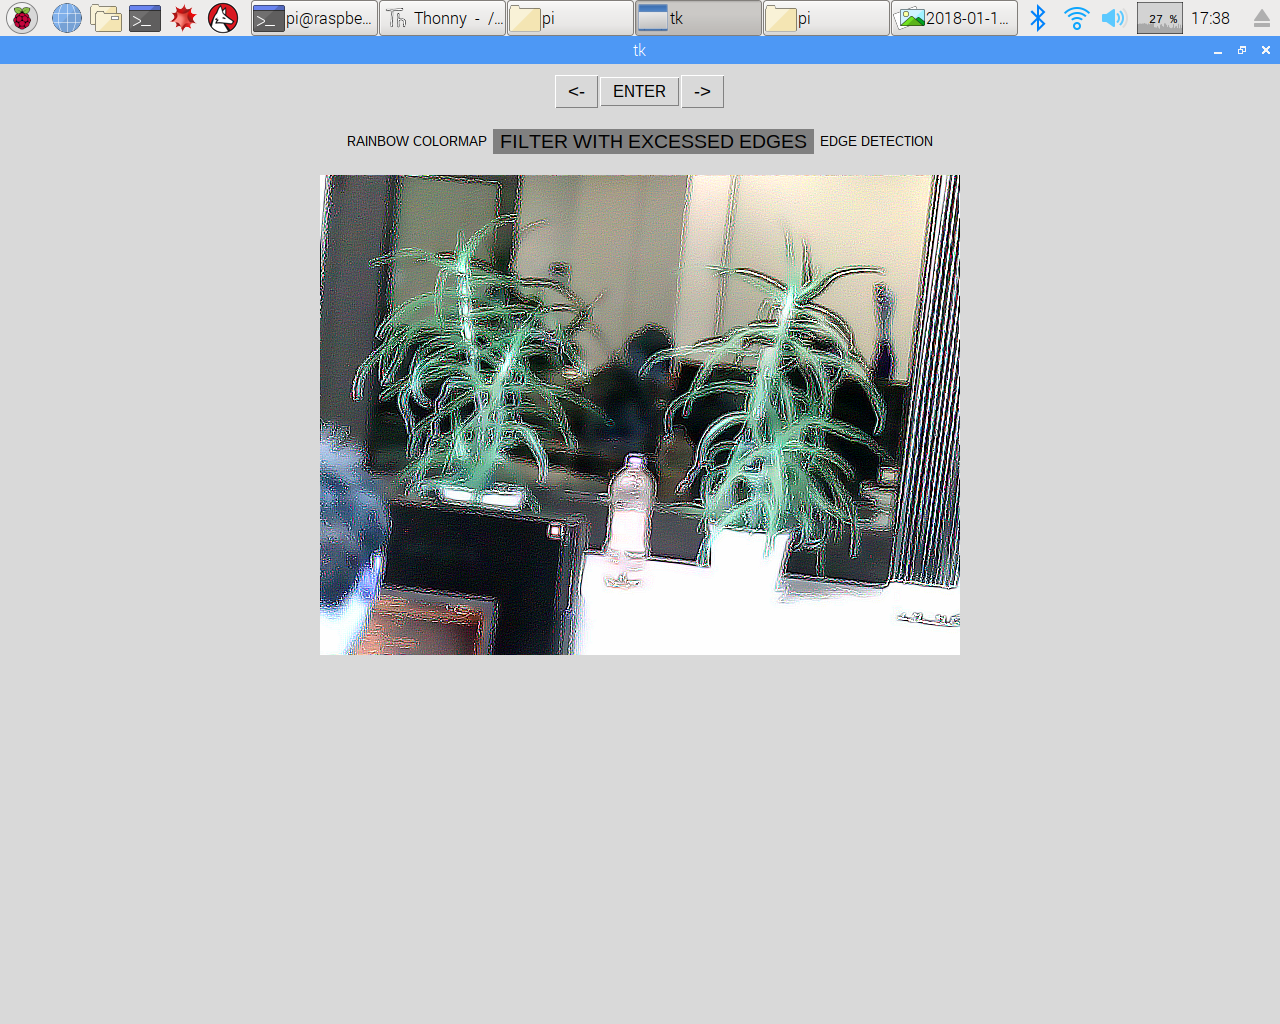 pi@raspbe... Thonny - /... pi tk pi 2018-01-1... 27 % 17:38
tk
<- ENTER ->
RAINBOW COLORMAP FILTER WITH EXCESSED EDGES EDGE DETECTION